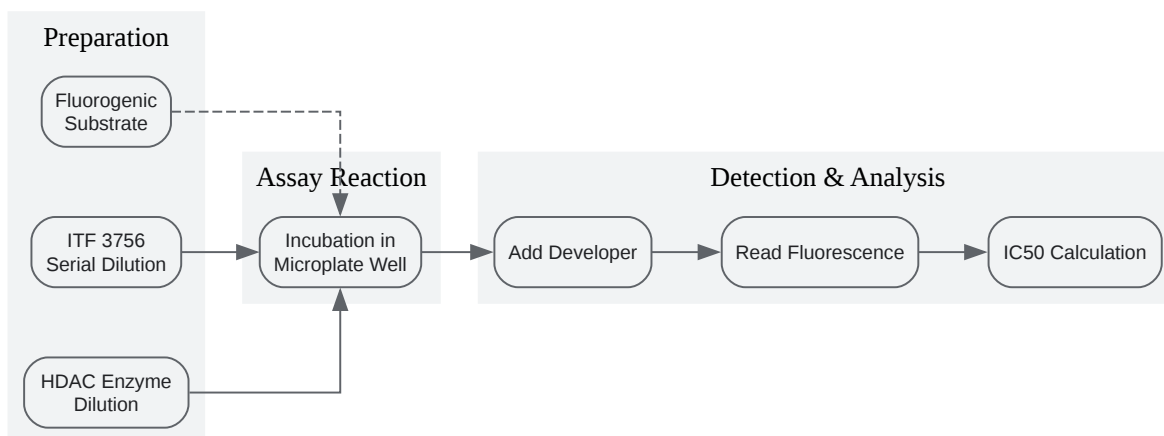 Preparation
Fluorogenic
Substrate
ITF 3756
Serial Dilution
HDAC Enzyme
Dilution
Assay Reaction
Incubation in
Microplate Well
Detection & Analysis
Add Developer
Read Fluorescence
IC50 Calculation